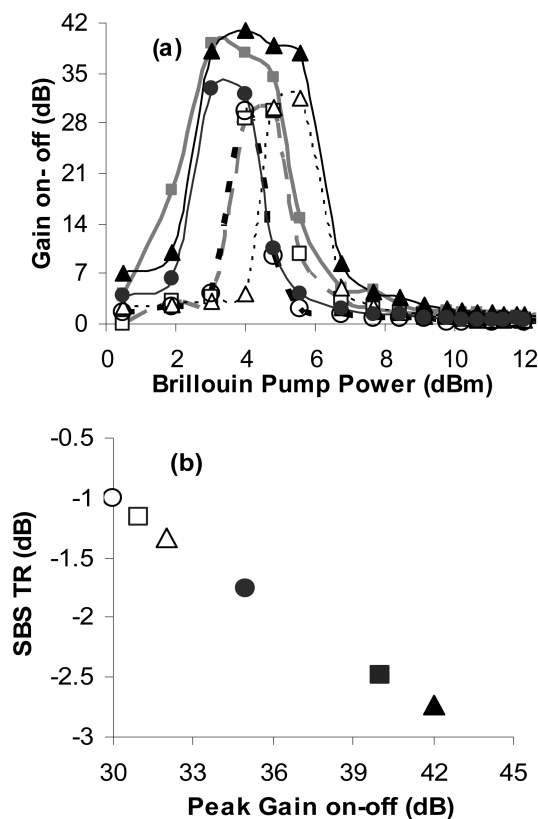 (a)
Gain on- off (dB)
42
35
28
21
14
7
0
0 2 4 6 8 10 12
Brillouin Pump Power (dBm)
(b)
SBS TR (dB)
-0.5
-1
-1.5
-2
-2.5
-3
30 33 36 39 42 45
Peak Gain on-off (dB)